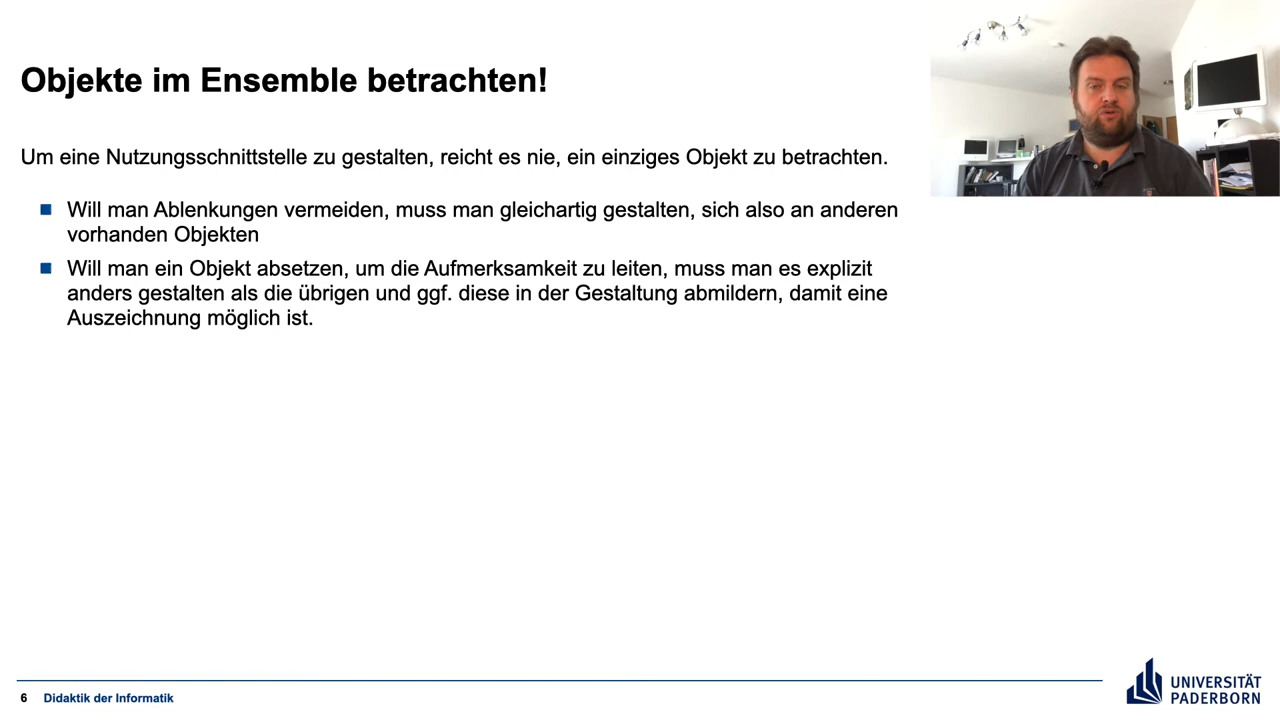 Objekte im Ensemble betrachten!
Um eine Nutzungsschnittstelle zu gestalten, reicht es nie, ein einziges Objekt zu betrachten.
Will man Ablenkungen vermeiden, muss man gleichartig gestalten, sich also an anderen
vorhanden Objekten
Will man ein Objekt absetzen, um die Aufmerksamkeit zu leiten, muss man es explizit
anders gestalten als die übrigen und ggf. diese in der Gestaltung abmildern, damit eine
Auszeichnung möglich ist.
6 Didaktik der Informatik
UNIVERSITÄT
PADERBORN